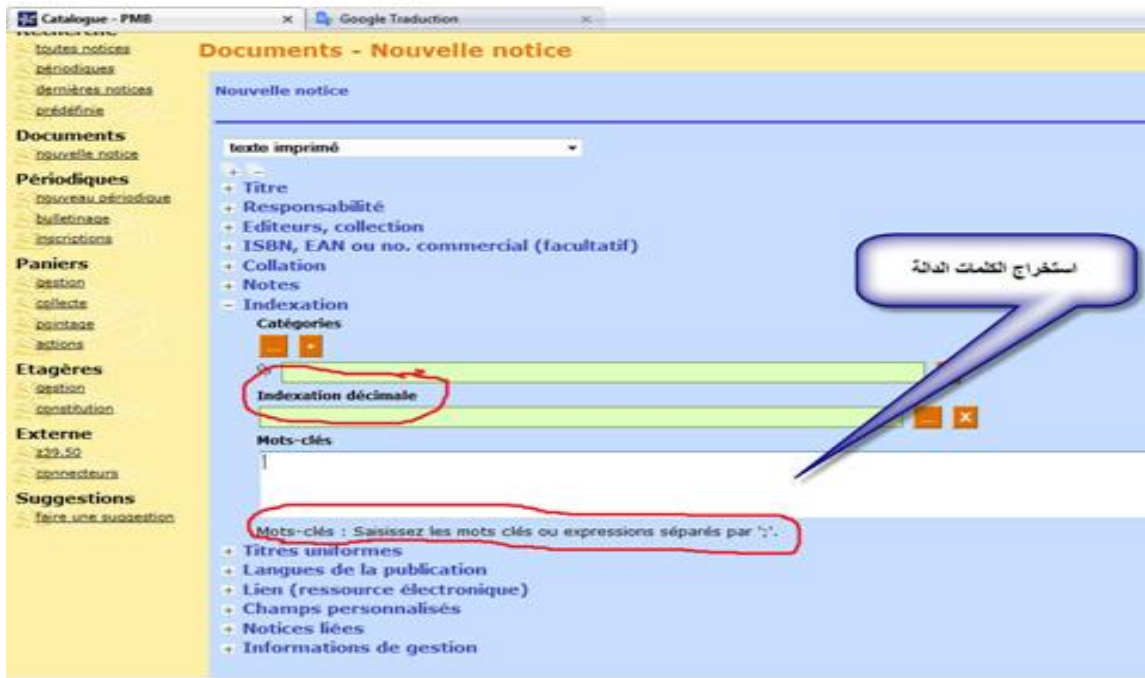 Catalogue - PMB
Google Traduction
Recherche
toutes notices
périodiques
dernières notices
prédéfinie
Documents
nouvelle notice
Périodiques
nouveau périodique
bulletinage
inscriptions
Paniers
gestion
collecte
pointage
actions
Etagères
gestion
constitution
Externe
z39.50
connecteurs
Suggestions
faire une suggestion
Documents - Nouvelle notice
Nouvelle notice
texte imprimé
Titre
Responsabilité
Editeurs, collection
ISBN, EAN ou no. commercial (facultatif)
Collation
Notes
Indexation
Catégories
... +
Indexation décimale
... X
Mots-clés
Mots-clés : Saisissez les mots clés ou expressions séparés par ';'.
Titres uniformes
Langues de la publication
Lien (ressource électronique)
Champs personnalisés
Notices liées
Informations de gestion
استخراج الكلمات الدالة